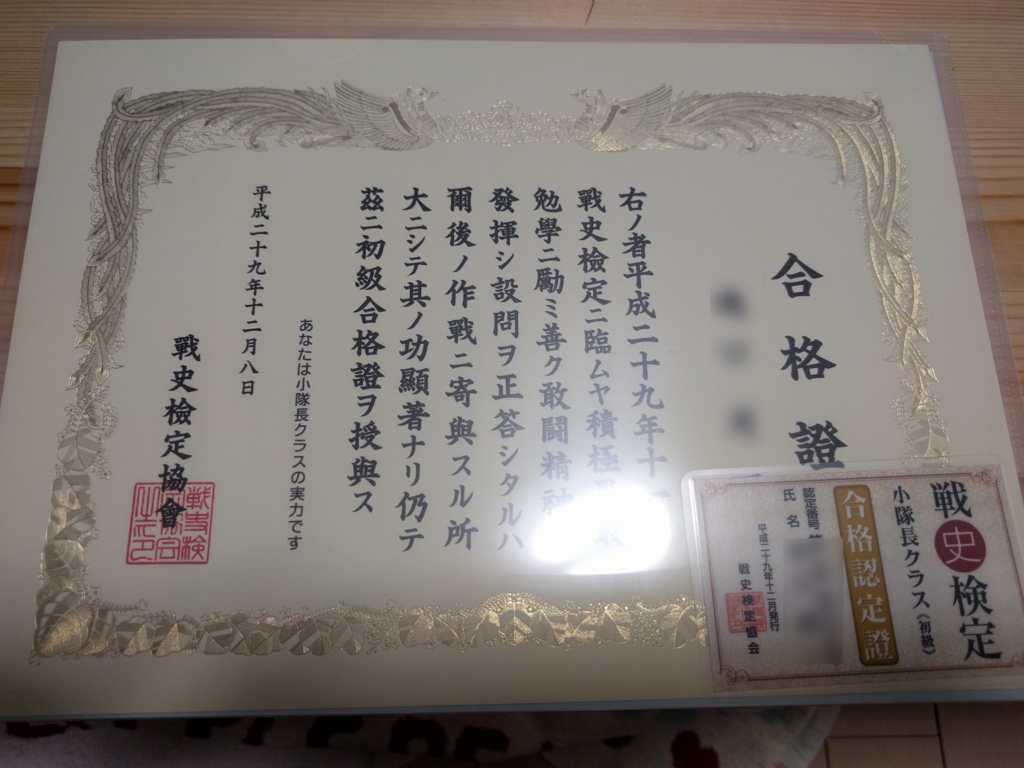 合格證
右ノ者平成二十九年十
戰史檢定ニ臨ムヤ積極
勉學ニ勵ミ善ク敢闘精神
發揮シ設問ヲ正答シタルハ
爾後ノ作戰ニ寄與スル所
大ニシテ其ノ功顯著ナリ仍テ
茲ニ初級合格證ヲ授與ス
あなたは小隊長クラスの実力です
平成二十九年十二月八日
戰史檢定協會
戦史検定
小隊長クラス《初級》
合格認定證
認定番号
氏名
平成二十九年十二月発行
戦史検定協会